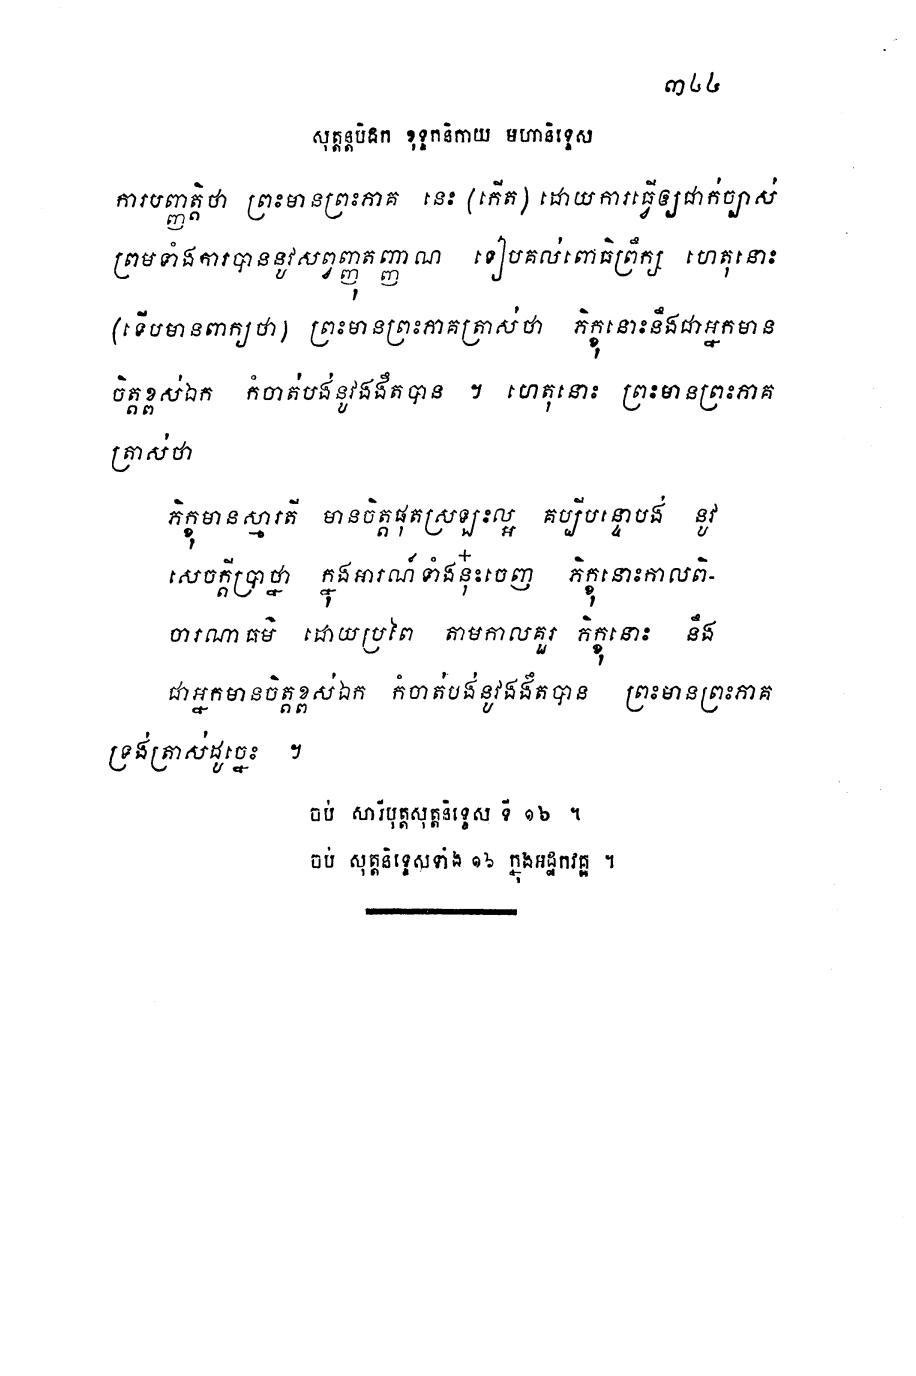 ៣៤៤
សុត្តន្តបិដក ខុទ្ទកនិកាយ មហានិទ្ទេស
ការបញ្ញត្តិថា ព្រះមានព្រះភាគ នេះ (កើត) ដោយការធ្វើឲ្យជាក់ច្បាស់
ព្រមទាំងការបាននូវសព្វញ្ញុតញ្ញាណ ទៀបគល់ពោធិព្រឹក្ស ហេតុនោះ
(ទើបមានពាក្យថា) ព្រះមានព្រះភាគត្រាស់ថា ភិក្ខុនោះនឹងជាអ្នកមាន
ចិត្តខ្ពស់ឯក កំចាត់បង់នូវងងឹតបាន ។ ហេតុនោះ ព្រះមានព្រះភាគ
ត្រាស់ថា
ភិក្ខុមានស្មារតី មានចិត្តផុតស្រឡះល្អ គប្បីបន្ទោបង់ នូវ
សេចក្តីប្រាថ្នា ក្នុងអារណ៍ទាំងនុ៎ះចេញ ភិក្ខុនោះកាលពិ-
ចារណាធម៌ ដោយប្រពៃ តាមកាលគួរ ភិក្ខុនោះ នឹង
ជាអ្នកមានចិត្តខ្ពស់ឯក កំចាត់បង់នូវងងឹតបាន ព្រះមានព្រះភាគ
ទ្រង់ត្រាស់ដូច្នេះ ។
ចប់ សារីបុត្តសុត្តនិទ្ទេស ទី ១៦ ។
ចប់ សុត្តនិទ្ទេសទាំង ១៦ ក្នុងអដ្ឋកវគ្គ ។